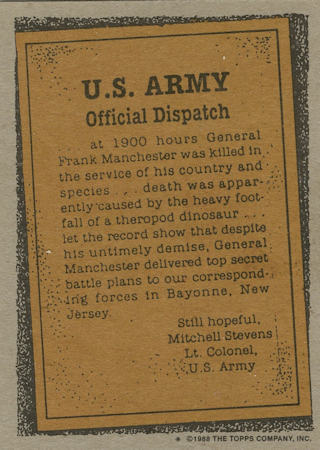 U.S. ARMY
Official Dispatch
at 1900 hours General
Frank Manchester was killed in
the service of his country and
species . . . death was appar-
ently caused by the heavy foot-
fall of a theropod dinosaur . . .
let the record show that despite
his untimely demise, General
Manchester delivered top secret
battle plans to our correspond-
ing forces in Bayonne, New
Jersey.
Still hopeful,
Mitchell Stevens
Lt. Colonel,
U.S. Army
* ©1988 THE TOPPS COMPANY, INC.